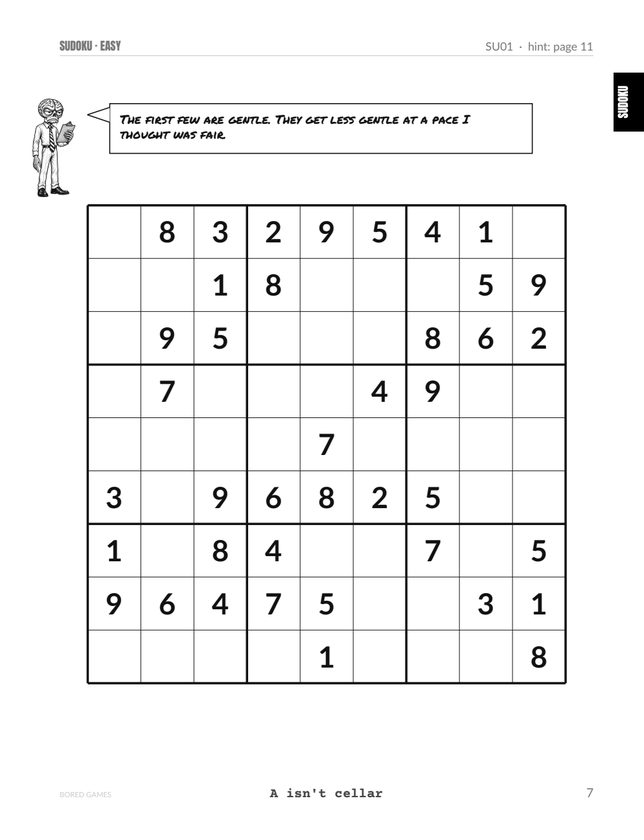 SUDOKU · EASY
SU01 · hint: page 11
SUDOKU
THE FIRST FEW ARE GENTLE. THEY GET LESS GENTLE AT A PACE I
THOUGHT WAS FAIR.
8 3 2 9 5 4 1
1 8 5 9
9 5 8 6 2
7 4 9
7
3 9 6 8 2 5
1 8 4 7 5
9 6 4 7 5 3 1
1 8
BORED GAMES
A isn't cellar
7